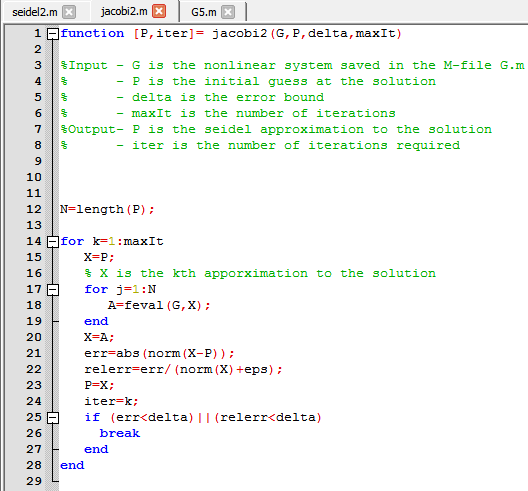 seidel2.m jacobi2.m G5.m
1 function [P,iter]= jacobi2(G,P,delta,maxIt)
2
3 %Input - G is the nonlinear system saved in the M-file G.m
4 % - P is the initial guess at the solution
5 % - delta is the error bound
6 % - maxIt is the number of iterations
7 %Output- P is the seidel approximation to the solution
8 % - iter is the number of iterations required
9
10
11
12 N=length(P);
13
14 for k=1:maxIt
15 X=P;
16 % X is the kth apporximation to the solution
17 for j=1:N
18 A=feval(G,X);
19 end
20 X=A;
21 err=abs(norm(X-P));
22 relerr=err/(norm(X)+eps);
23 P=X;
24 iter=k;
25 if (err<delta)||(relerr<delta)
26 break
27 end
28 end
29